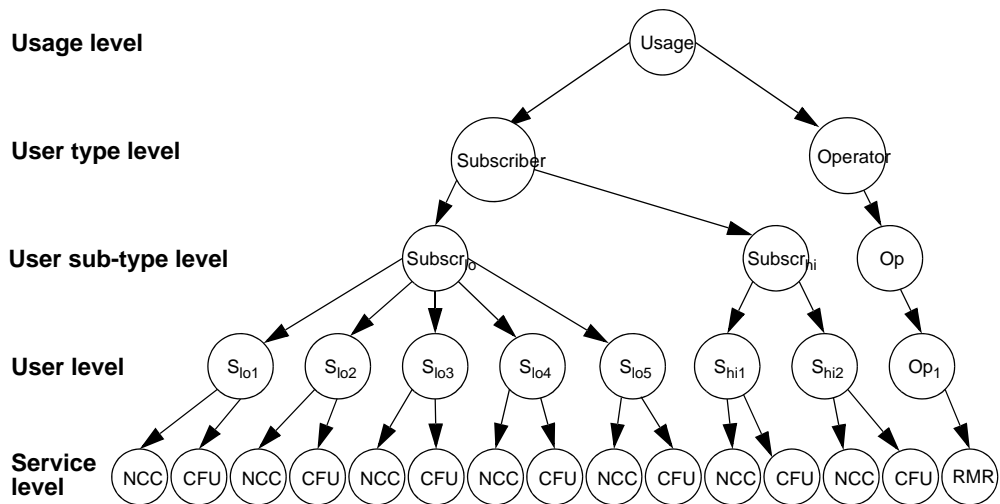 Usage level
Usage
User type level
Subscriber
Operator
User sub-type level
Subscr_lo
Subscr_hi
Op
User level
S_lo1
S_lo2
S_lo3
S_lo4
S_lo5
S_hi1
S_hi2
Op_1
Service
level
NCC
CFU
NCC
CFU
NCC
CFU
NCC
CFU
NCC
CFU
NCC
CFU
NCC
CFU
RMR